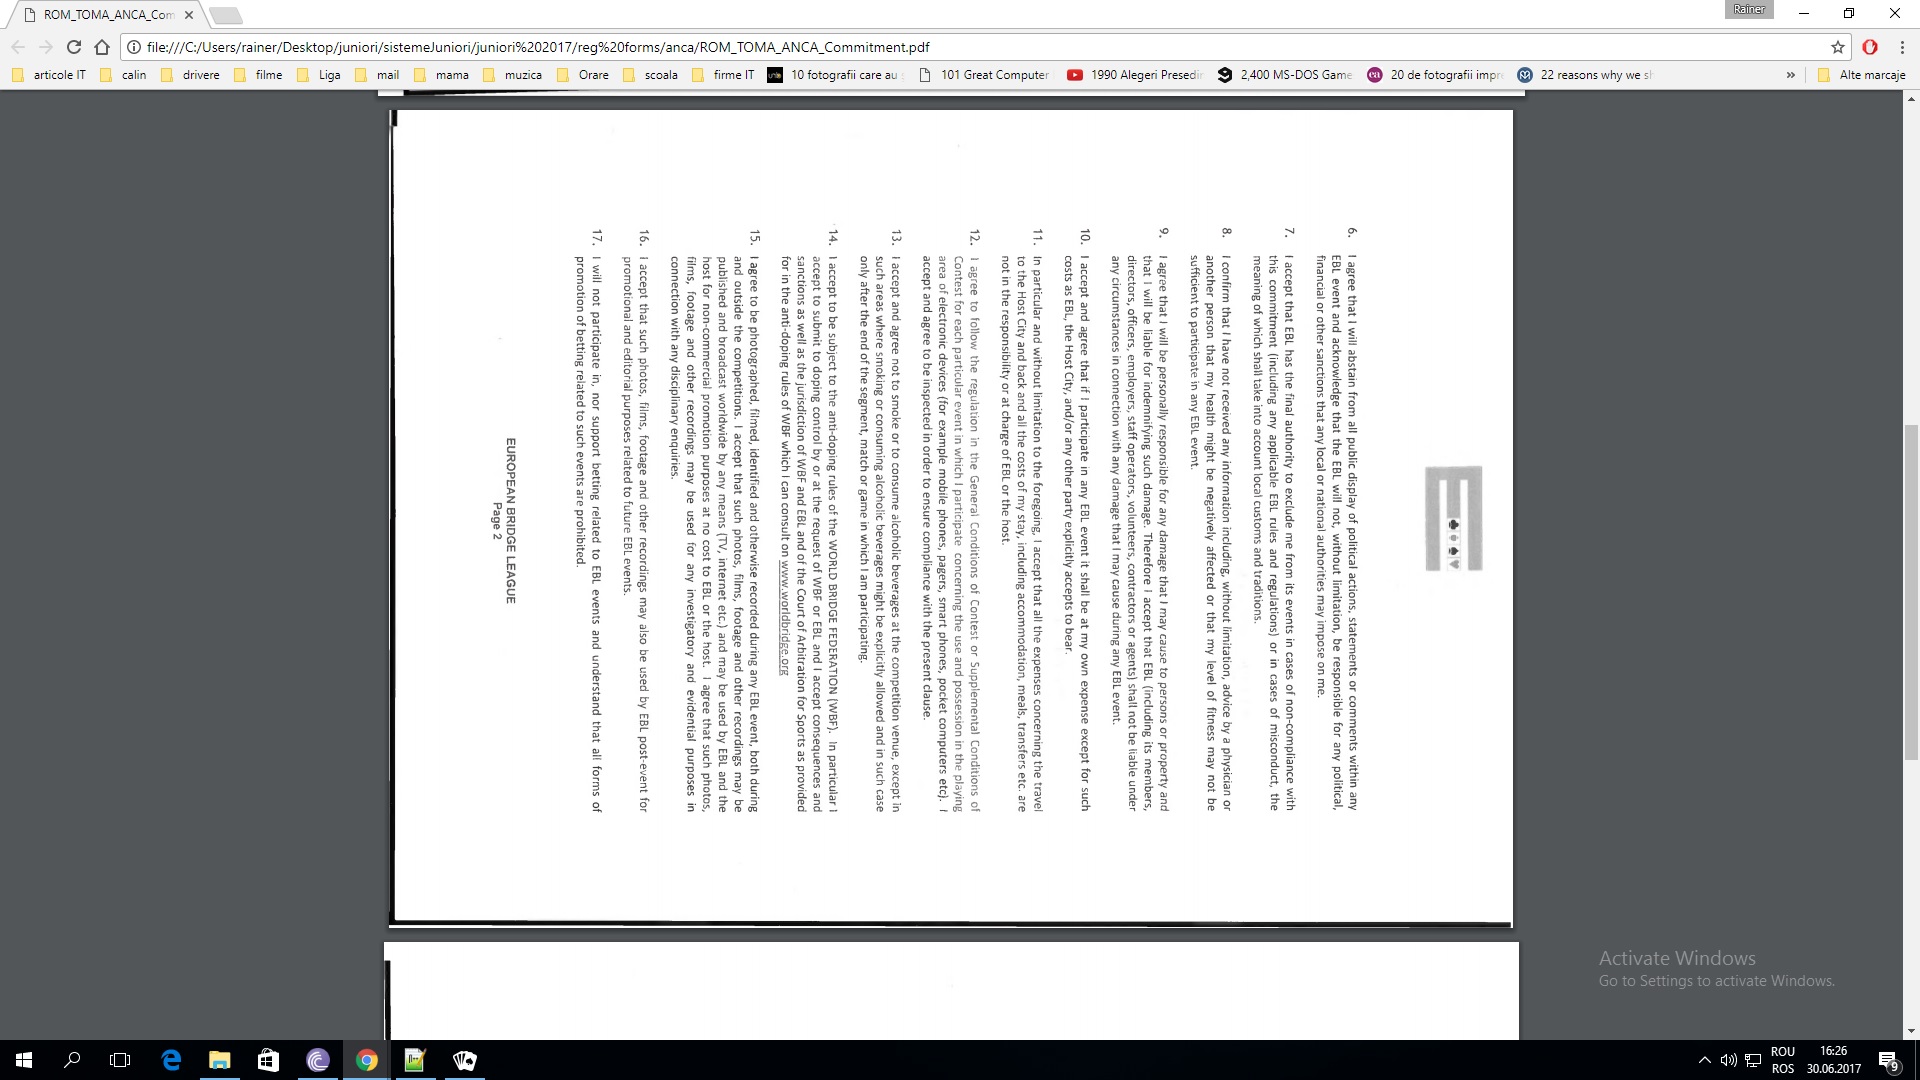 ROM_TOMA_ANCA_Com
Rainer
file:///C:/Users/rainer/Desktop/juniori/sistemeJuniori/juniori%202017/reg%20forms/anca/ROM_TOMA_ANCA_Commitment.pdf
articole IT
calin
drivere
filme
Liga
mail
mama
muzica
Orare
scoala
firme IT
10 fotografii care au
101 Great Computer
1990 Alegeri Presedi
2,400 MS-DOS Game
20 de fotografii impr
22 reasons why we s
»
Alte marcaje
6. I agree that I will abstain from all public display of political actions, statements or comments within any
EBL event and acknowledge that the EBL will not, without limitation, be responsible for any political,
financial or other sanctions that any local or national authorities may impose on me.
7. I accept that EBL has the final authority to exclude me from its events in cases of non-compliance with
this commitment (including any applicable EBL rules and regulations) or in cases of misconduct, the
meaning of which shall take into account local customs and traditions.
8. I confirm that I have not received any information including, without limitation, advice by a physician or
another person that my health might be negatively affected or that my level of fitness may not be
sufficient to participate in any EBL event.
9. I agree that I will be personally responsible for any damage that I may cause to persons or property and
that I will be liable for indemnifying such damage. Therefore I accept that EBL (including its members,
directors, officers, employers, staff operators, volunteers, contractors or agents) shall not be liable under
any circumstances in connection with any damage that I may cause during any EBL event.
10. I accept and agree that if I participate in any EBL event it shall be at my own expense except for such
costs as EBL, the Host City, and/or any other party explicitly accepts to bear.
11. In particular and without limitation to the foregoing, I accept that all the expenses concerning the travel
to the Host City and back and all the costs of my stay, including accommodation, meals, transfers etc. are
not in the responsibility or at charge of EBL or the host.
12. I agree to follow the regulation in the General Conditions of Contest or Supplemental Conditions of
Contest for each particular event in which I participate concerning the use and possession in the playing
area of electronic devices (for example mobile phones, pagers, smart phones, pocket computers etc). I
accept and agree to be inspected in order to ensure compliance with the present clause.
13. I accept and agree not to smoke or to consume alcoholic beverages at the competition venue, except in
such areas where smoking or consuming alcoholic beverages might be explicitly allowed and in such case
only after the end of the segment, match or game in which I am participating.
14. I accept to be subject to the anti-doping rules of the WORLD BRIDGE FEDERATION (WBF). In particular I
accept to submit to doping control by or at the request of WBF or EBL and I accept consequences and
sanctions as well as the jurisdiction of WBF and EBL and of the Court of Arbitration for Sports as provided
for in the anti-doping rules of WBF which I can consult on www.worldbridge.org
15. I agree to be photographed, filmed, identified and otherwise recorded during any EBL event, both during
and outside the competitions. I accept that such photos, films, footage and other recordings may be
published and broadcast worldwide by any means (TV, internet etc.) and may be used by EBL and the
host for non-commercial promotion purposes at no cost to EBL or the host. I agree that such photos,
films, footage and other recordings may be used for any investigatory and evidential purposes in
connection with any disciplinary enquiries.
16. I accept that such photos, films, footage and other recordings may also be used by EBL post-event for
promotional and editorial purposes related to future EBL events.
17. I will not participate in, nor support betting related to EBL events and understand that all forms of
promotion of betting related to such events are prohibited.
EUROPEAN BRIDGE LEAGUE
Page 2
Activate Windows
Go to Settings to activate Windows.
ROU
ROS
16:26
30.06.2017
9